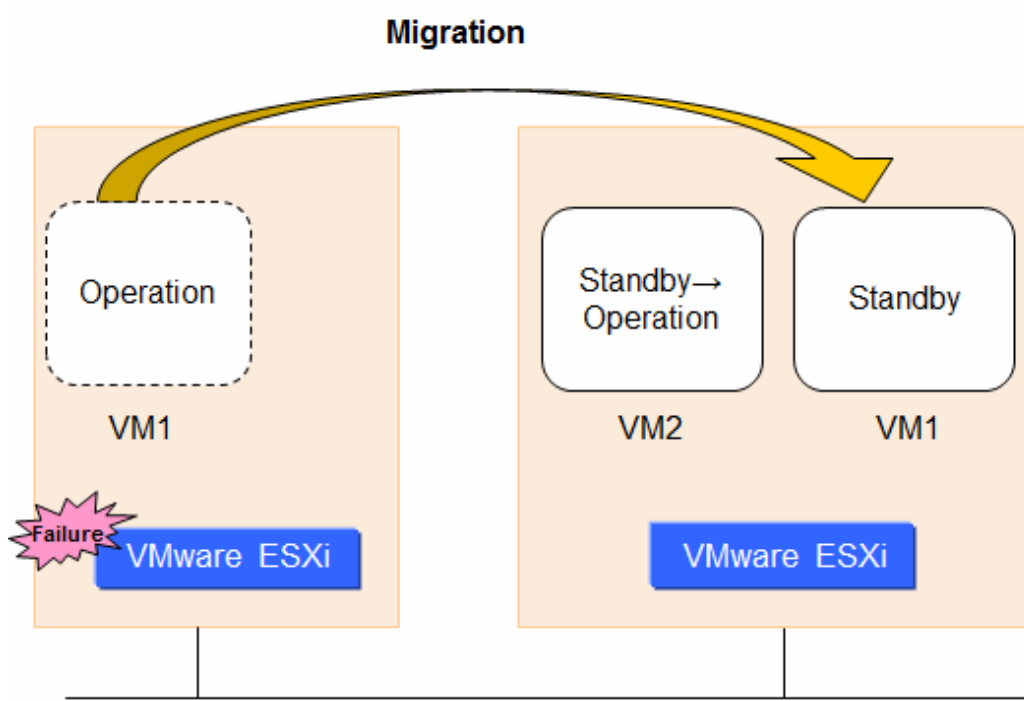 Migration
Operation
VM1
Failure
VMware ESXi
Standby→
Operation
VM2
Standby
VM1
VMware ESXi